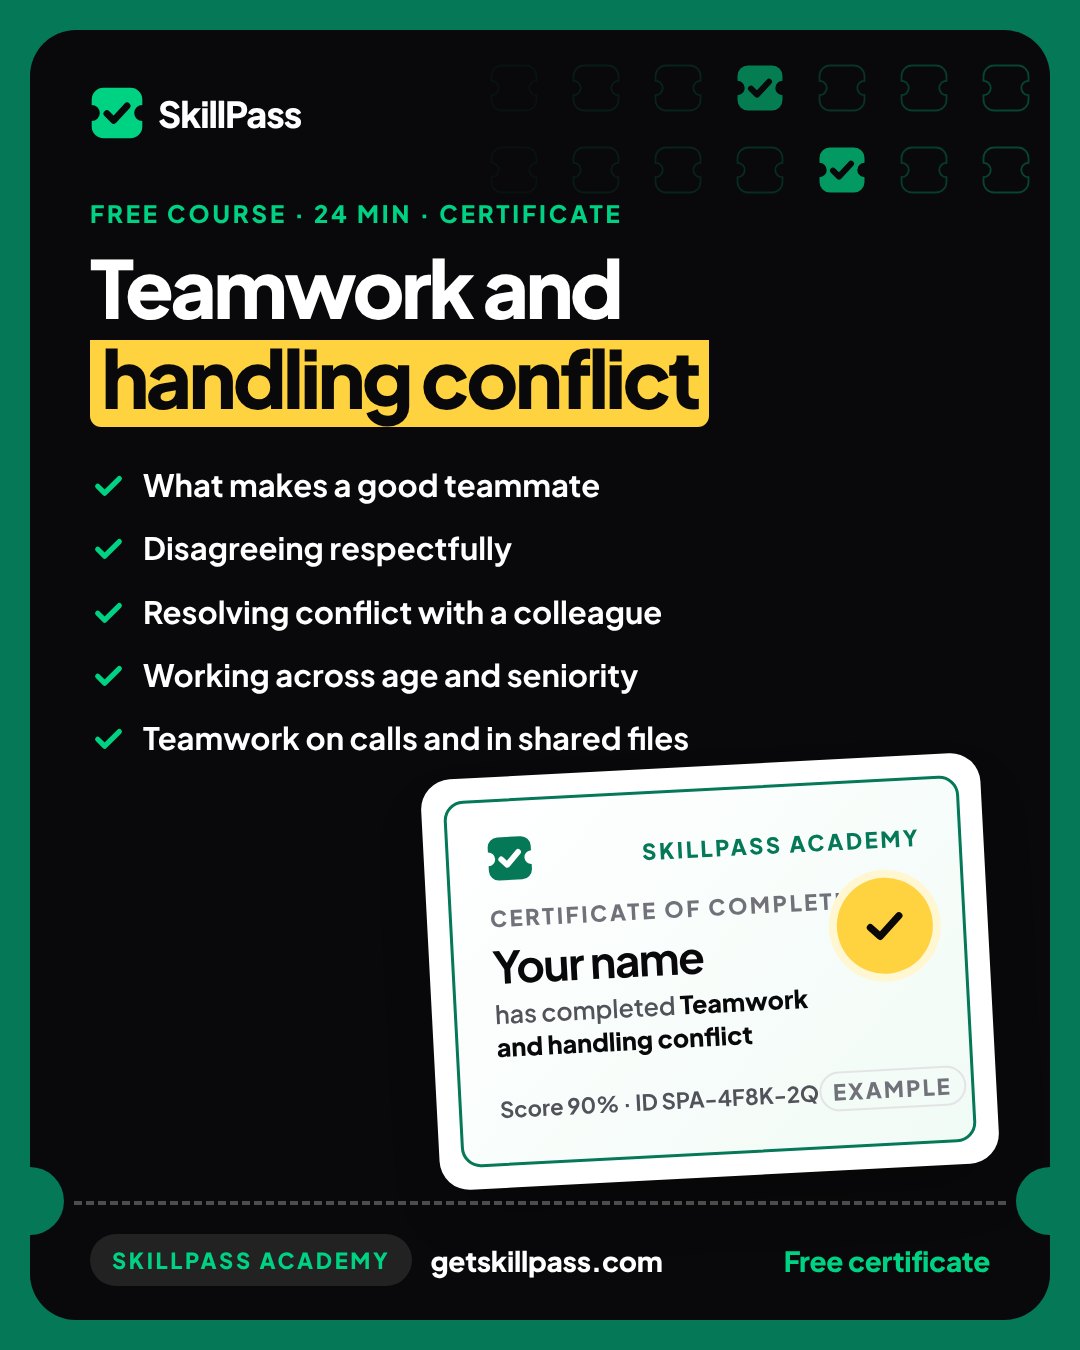 SkillPass
FREE COURSE · 24 MIN · CERTIFICATE
Teamwork and
handling conflict
What makes a good teammate
Disagreeing respectfully
Resolving conflict with a colleague
Working across age and seniority
Teamwork on calls and in shared files
SKILLPASS ACADEMY
CERTIFICATE OF
Your name
has completed Teamwork
and handling conflict
Score 90% · ID SPA-4F8K-2Q
EXAMPLE
SKILLPASS ACADEMY
getskillpass.com
Free certificate